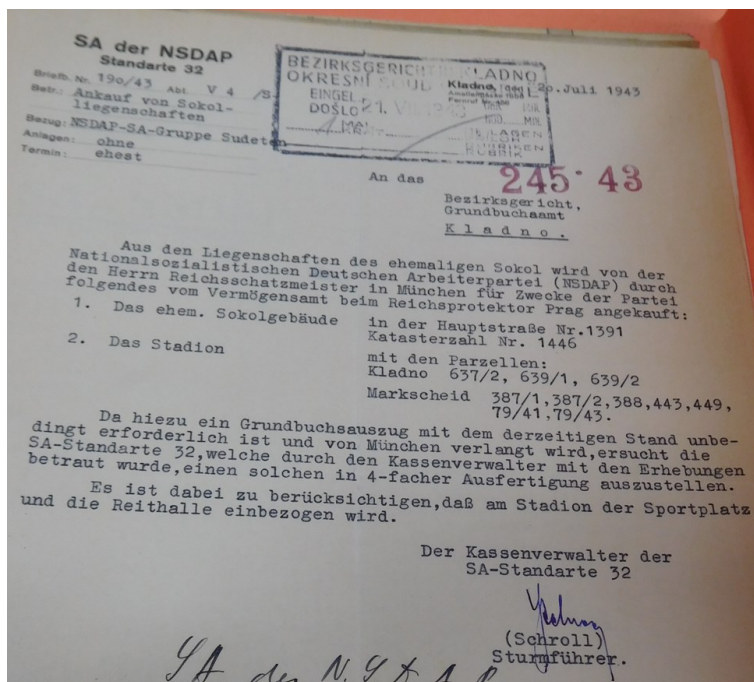 SA der NSDAP
Standarte 32
Briefb. Nr. 190/43 Abt. V 4 /S
Betr.: Ankauf von Sokol-
liegenschaften
Bezug: NSDAP-SA-Gruppe Sudeten
Anlagen: ohne
Termin: ehest
BEZIRKSGERICHT KLADNO
OKRESNÍ SOUD
EINGEL.
DOŠLO 21. VII. 1943
MIN.
BEILAGEN
RUBRIKEN
RUBRIK
Kladno, den 20. Juli 1943
245 43
An das
Bezirksgericht,
Grundbuchaamt
Kladno.
Aus den Liegenschaften des ehemaligen Sokol wird von der
Nationalsozialistischen Deutschen Arbeiterpartei (NSDAP) durch
den Herrn Reichsschatzmeister in München für Zwecke der Partei
folgendes vom Vermögensamt beim Reichsprotektor Prag angekauft:
1. Das ehem. Sokolgebäude in der Hauptstraße Nr.1391
Katasterzahl Nr. 1446
2. Das Stadion mit den Parzellen:
Kladno 637/2, 639/1, 639/2
Markscheid 387/1,387/2,388,443,449,
79/41,79/43.
Da hiezu ein Grundbuchsauszug mit dem derzeitigen Stand unbe-
dingt erforderlich ist und von München verlangt wird,ersucht die
SA-Standarte 32,welche durch den Kassenverwalter mit den Erhebungen
betraut wurde,einen solchen in 4-facher Ausfertigung auszustellen.
Es ist dabei zu berücksichtigen,daß am Stadion der Sportplatz
und die Reithalle einbezogen wird.
Der Kassenverwalter der
SA-Standarte 32
(Schroll)
Sturmführer.
SA der N.S.D.A.P.